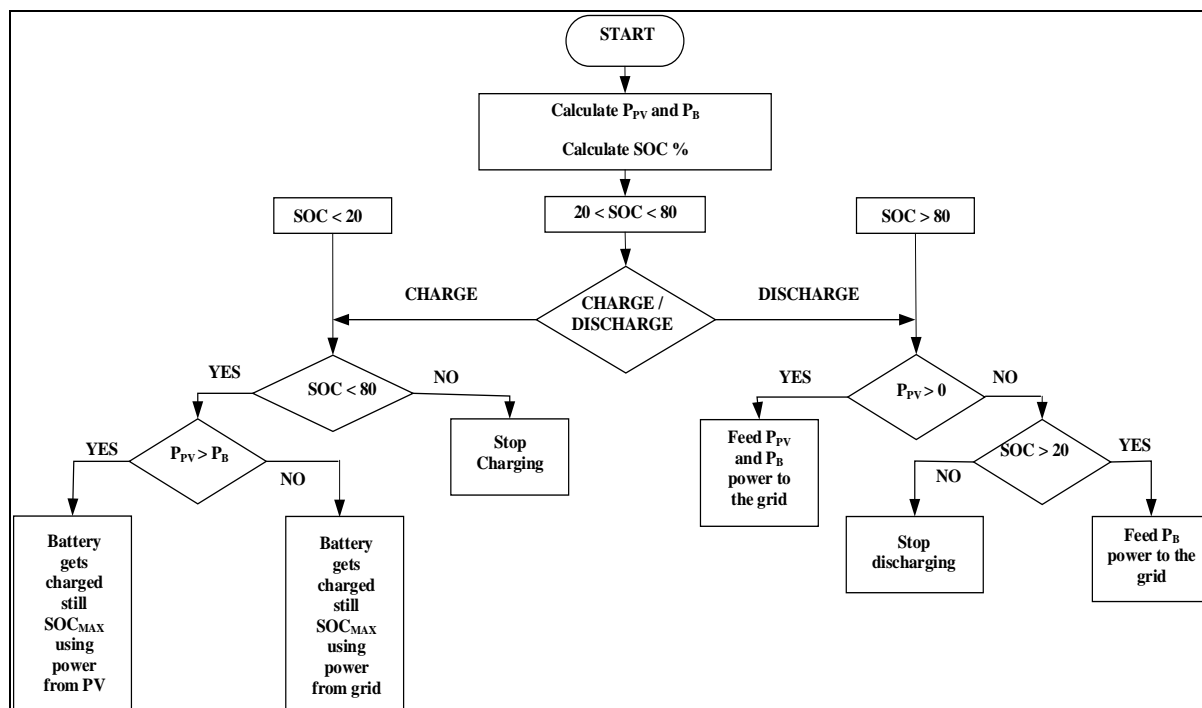 START
Calculate P_PV and P_B
Calculate SOC %
SOC < 20
20 < SOC < 80
SOC > 80
CHARGE
CHARGE /
DISCHARGE
DISCHARGE
YES
SOC < 80
NO
YES
P_PV > 0
NO
YES
P_PV > P_B
NO
Stop
Charging
Feed P_PV
and P_B
power to
the grid
NO
SOC > 20
YES
Battery
gets
charged
still
SOC_MAX
using
power
from PV
Battery
gets
charged
still
SOC_MAX
using
power
from grid
Stop
discharging
Feed P_B
power to the
grid